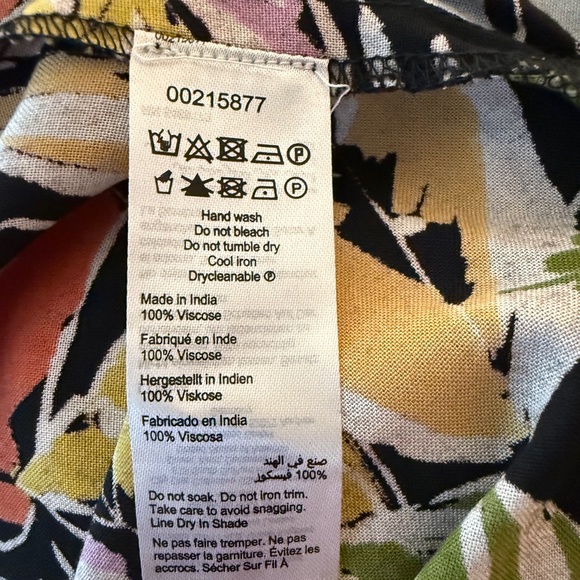 00215877
Hand wash
Do not bleach
Do not tumble dry
Cool iron
Drycleanable Ⓟ
Made in India
100% Viscose
Fabriqué en Inde
100% Viscose
Hergestellt in Indien
100% Viskose
Fabricado en India
100% Viscosa
صنع في الهند
100% فيسكوز
Do not soak. Do not iron trim.
Take care to avoid snagging.
Line Dry In Shade
Ne pas faire tremper. Ne pas
repasser la garniture. Évitez les
accrocs. Sécher Sur Fil À